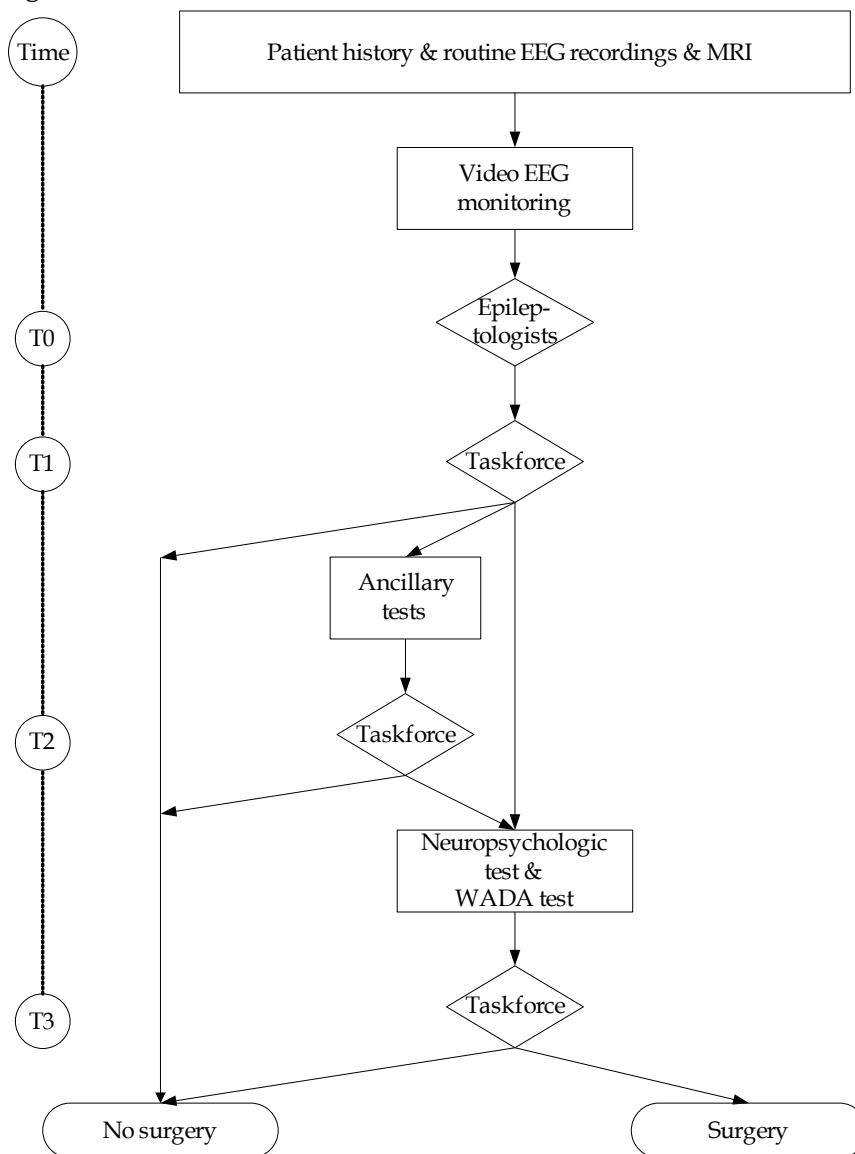 Time
Patient history & routine EEG recordings & MRI
Video EEG
monitoring
Epilep-
tologists
T0
Taskforce
T1
Ancillary
tests
Taskforce
T2
Neuropsychologic
test &
WADA test
Taskforce
T3
No surgery
Surgery